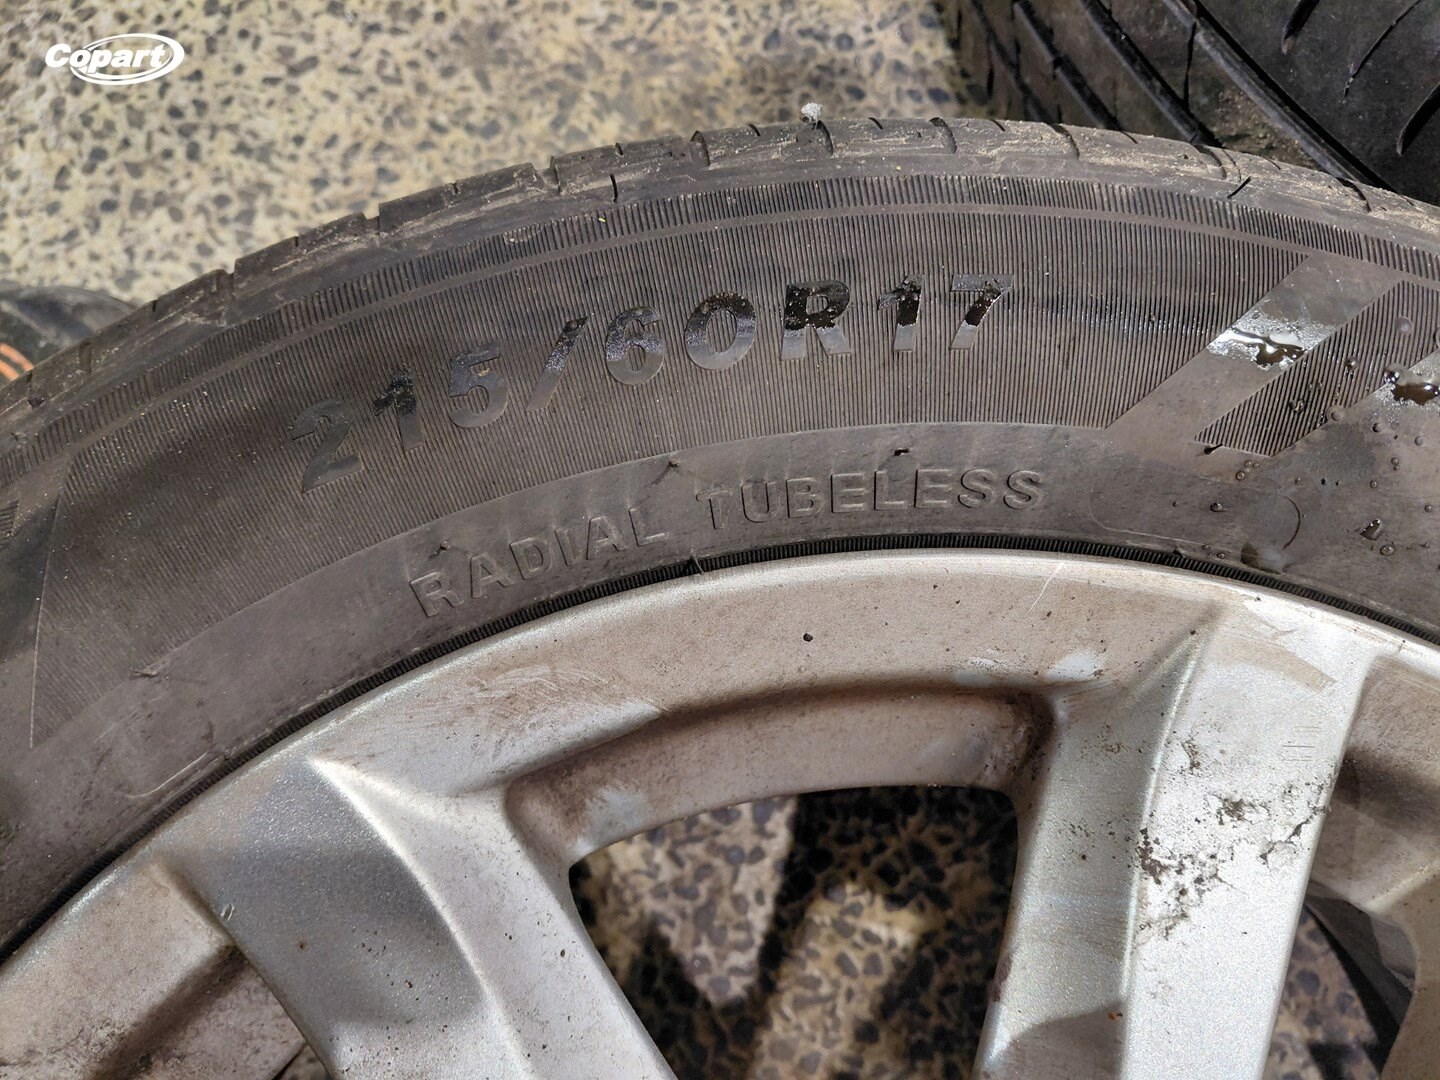 Copart
215/60R17
RADIAL TUBELESS